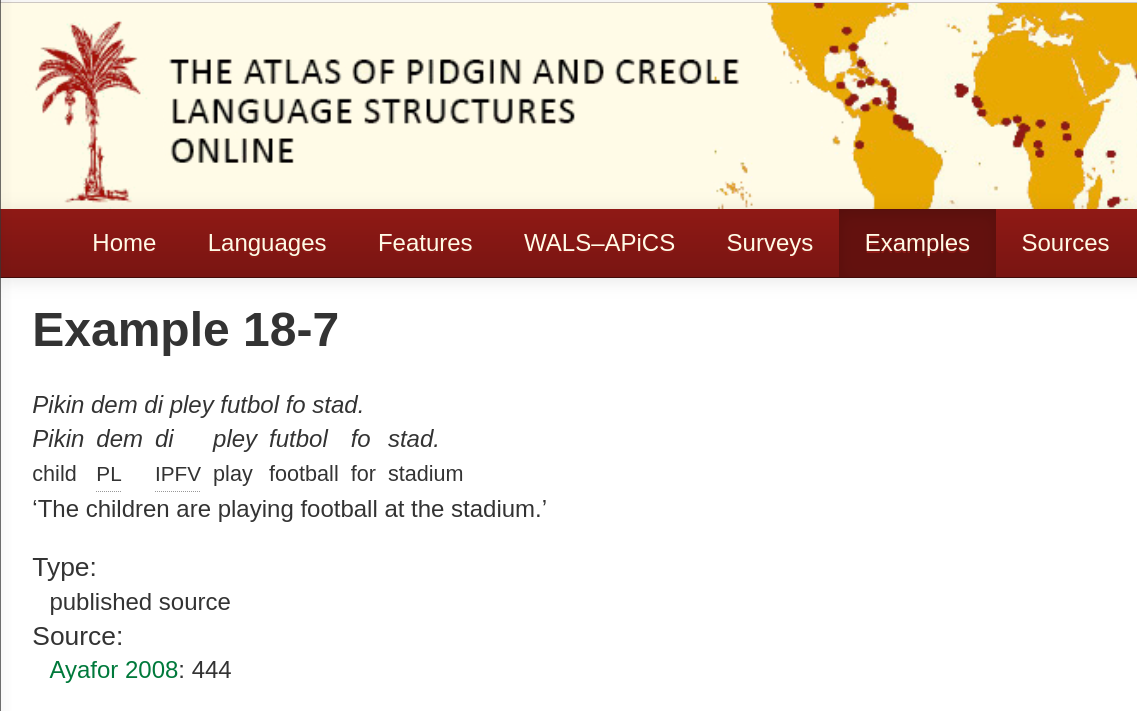 THE ATLAS OF PIDGIN AND CREOLE
LANGUAGE STRUCTURES
ONLINE
Home Languages Features WALS–APiCS Surveys Examples Sources
Example 18-7
Pikin dem di pley futbol fo stad.
Pikin dem di pley futbol fo stad.
child PL IPFV play football for stadium
‘The children are playing football at the stadium.’
Type:
published source
Source:
Ayafor 2008: 444